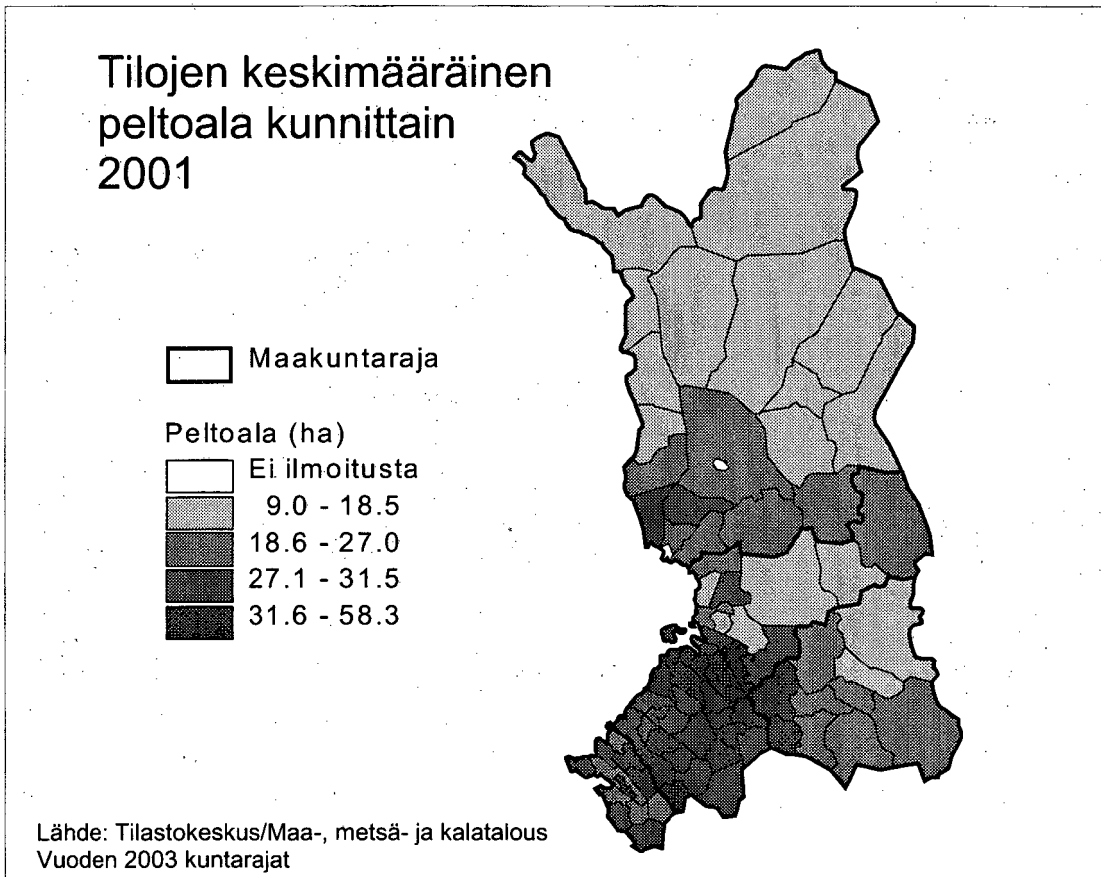 Tilojen keskimääräinen
peltoala kunnittain
2001
Maakuntaraja
Peltoala (ha)
Ei ilmoitusta
9.0 - 18.5
18.6 - 27.0
27.1 - 31.5
31.6 - 58.3
Lähde: Tilastokeskus/Maa-, metsä- ja kalatalous
Vuoden 2003 kuntarajat